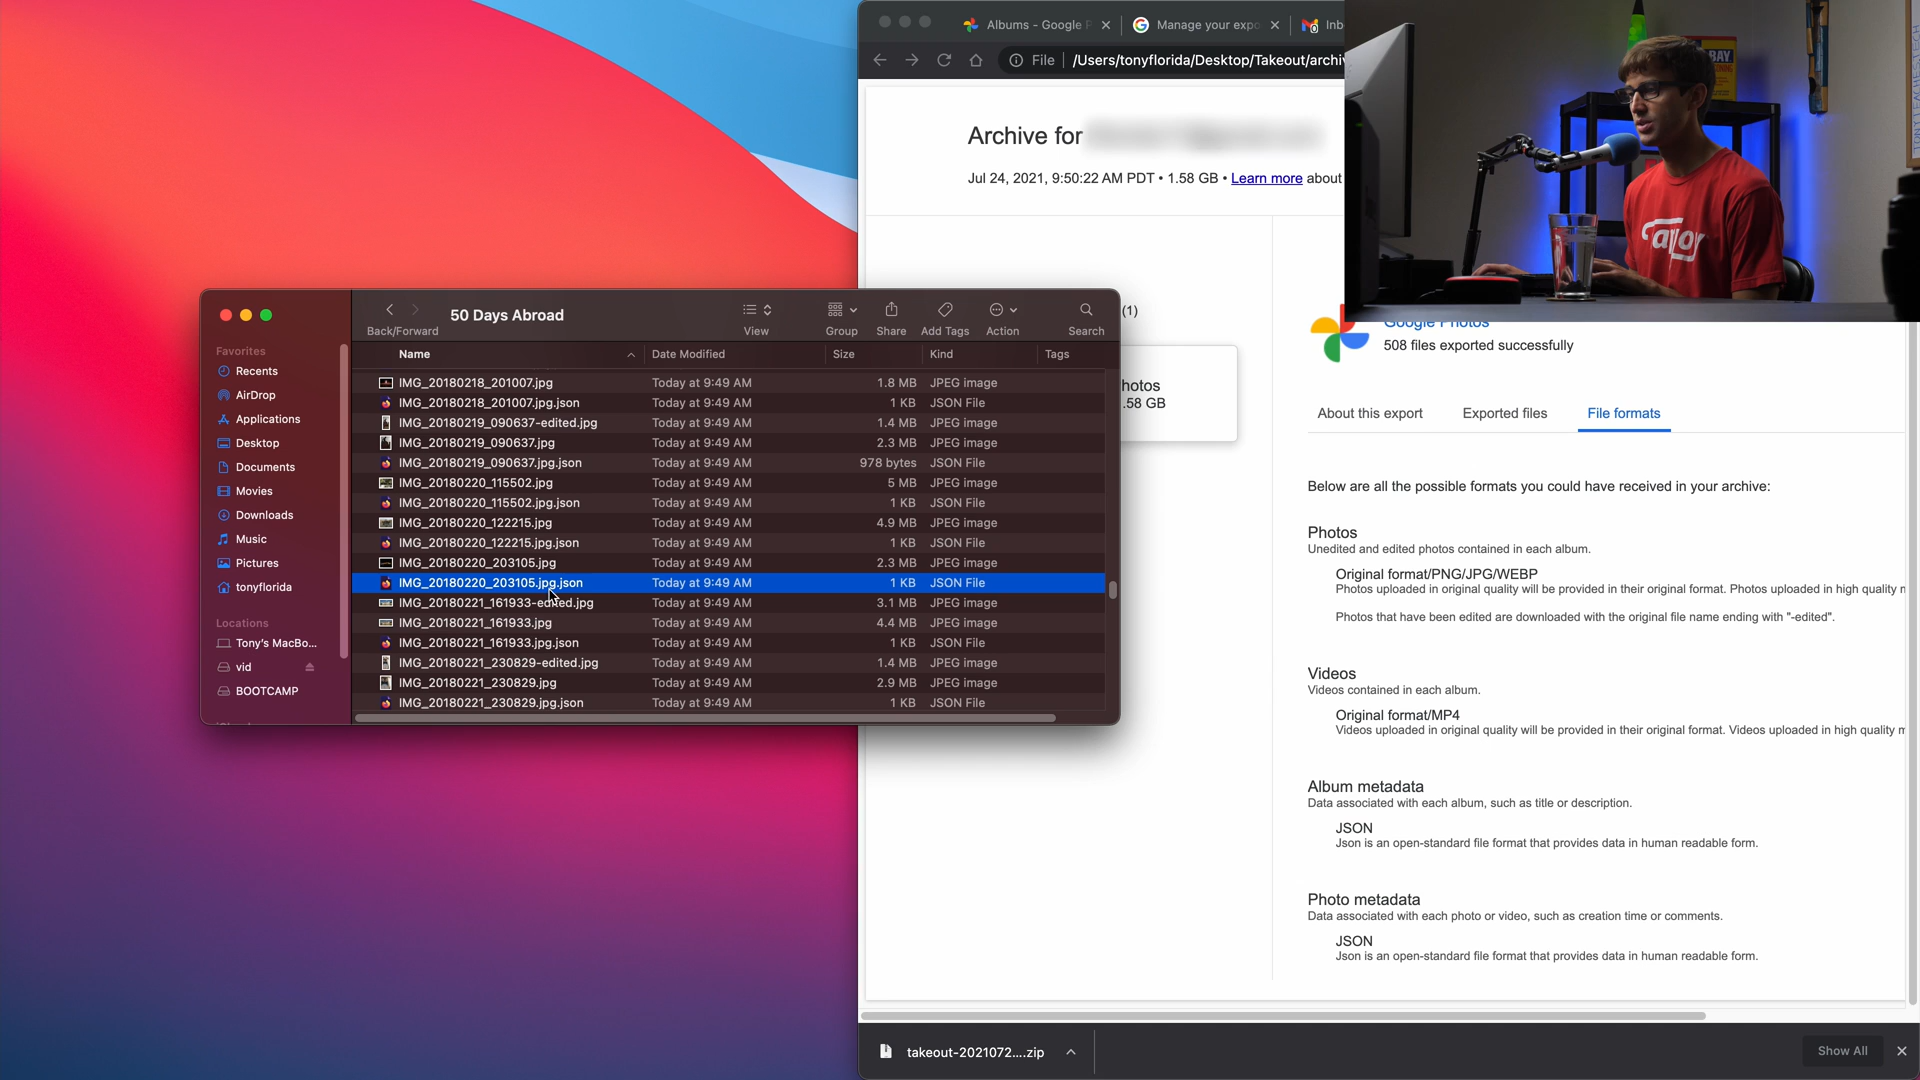 Albums - Google P
Manage your expo
Inb
File
/Users/tonyflorida/Desktop/Takeout/archiv
Archive for
Jul 24, 2021, 9:50:22 AM PDT • 1.58 GB • Learn more about
BAY
Taylor
(1)
hotos
.58 GB
Google Photos
508 files exported successfully
About this export
Exported files
File formats
Below are all the possible formats you could have received in your archive:
Photos
Unedited and edited photos contained in each album.
Original format/PNG/JPG/WEBP
Photos uploaded in original quality will be provided in their original format. Photos uploaded in high quality
Photos that have been edited are downloaded with the original file name ending with "-edited".
Videos
Videos contained in each album.
Original format/MP4
Videos uploaded in original quality will be provided in their original format. Videos uploaded in high quality
Album metadata
Data associated with each album, such as title or description.
JSON
Json is an open-standard file format that provides data in human readable form.
Photo metadata
Data associated with each photo or video, such as creation time or comments.
JSON
Json is an open-standard file format that provides data in human readable form.
takeout-2021072....zip
Show All
50 Days Abroad
Back/Forward
View
Group
Share
Add Tags
Action
Search
Favorites
Recents
AirDrop
Applications
Desktop
Documents
Movies
Downloads
Music
Pictures
tonyflorida
Locations
Tony's MacBo...
vid
BOOTCAMP
Name Date Modified Size Kind Tags
IMG_20180218_201007.jpg Today at 9:49 AM 1.8 MB JPEG image
IMG_20180218_201007.jpg.json Today at 9:49 AM 1 KB JSON File
IMG_20180219_090637-edited.jpg Today at 9:49 AM 1.4 MB JPEG image
IMG_20180219_090637.jpg Today at 9:49 AM 2.3 MB JPEG image
IMG_20180219_090637.jpg.json Today at 9:49 AM 978 bytes JSON File
IMG_20180220_115502.jpg Today at 9:49 AM 5 MB JPEG image
IMG_20180220_115502.jpg.json Today at 9:49 AM 1 KB JSON File
IMG_20180220_122215.jpg Today at 9:49 AM 4.9 MB JPEG image
IMG_20180220_122215.jpg.json Today at 9:49 AM 1 KB JSON File
IMG_20180220_203105.jpg Today at 9:49 AM 2.3 MB JPEG image
IMG_20180220_203105.jpg.json Today at 9:49 AM 1 KB JSON File
IMG_20180221_161933-edited.jpg Today at 9:49 AM 3.1 MB JPEG image
IMG_20180221_161933.jpg Today at 9:49 AM 4.4 MB JPEG image
IMG_20180221_161933.jpg.json Today at 9:49 AM 1 KB JSON File
IMG_20180221_230829-edited.jpg Today at 9:49 AM 1.4 MB JPEG image
IMG_20180221_230829.jpg Today at 9:49 AM 2.9 MB JPEG image
IMG_20180221_230829.jpg.json Today at 9:49 AM 1 KB JSON File